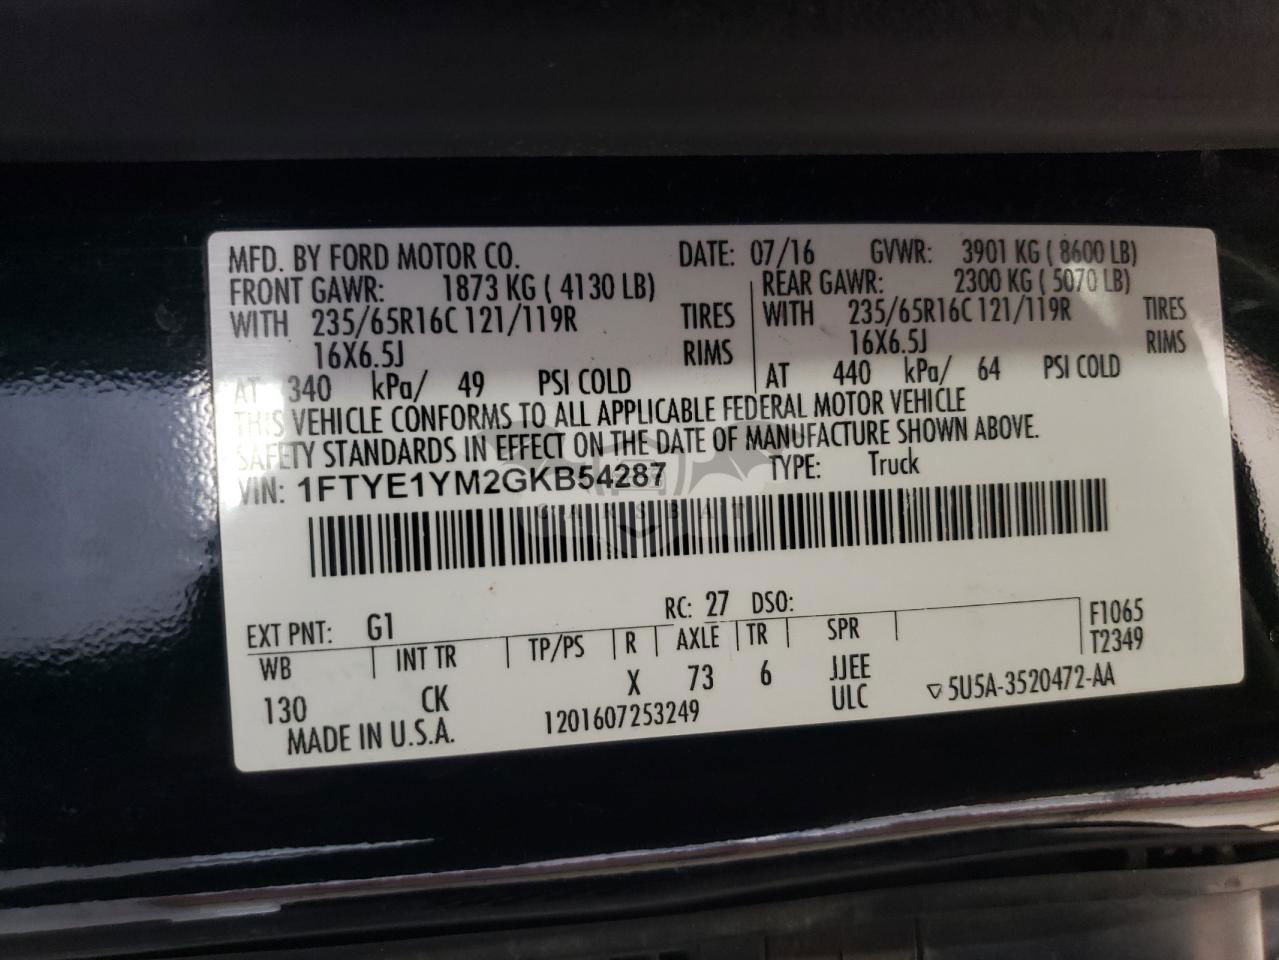 MFD. BY FORD MOTOR CO. DATE: 07/16 GVWR: 3901 KG ( 8600 LB)
FRONT GAWR: 1873 KG ( 4130 LB) REAR GAWR: 2300 KG ( 5070 LB)
WITH 235/65R16C 121/119R TIRES WITH 235/65R16C 121/119R TIRES
16X6.5J RIMS 16X6.5J RIMS
AT 340 kPa/ 49 PSI COLD AT 440 kPa/ 64 PSI COLD
THIS VEHICLE CONFORMS TO ALL APPLICABLE FEDERAL MOTOR VEHICLE
SAFETY STANDARDS IN EFFECT ON THE DATE OF MANUFACTURE SHOWN ABOVE.
VIN: 1FTYE1YM2GKB54287 TYPE: Truck
CARSBAT
EXT PNT: G1 RC: 27 DSO: F1065
WB INT TR TP/PS R AXLE TR SPR T2349
130 CK X 73 6 JJEE
ULC 5U5A-3520472-AA
MADE IN U.S.A. 1201607253249